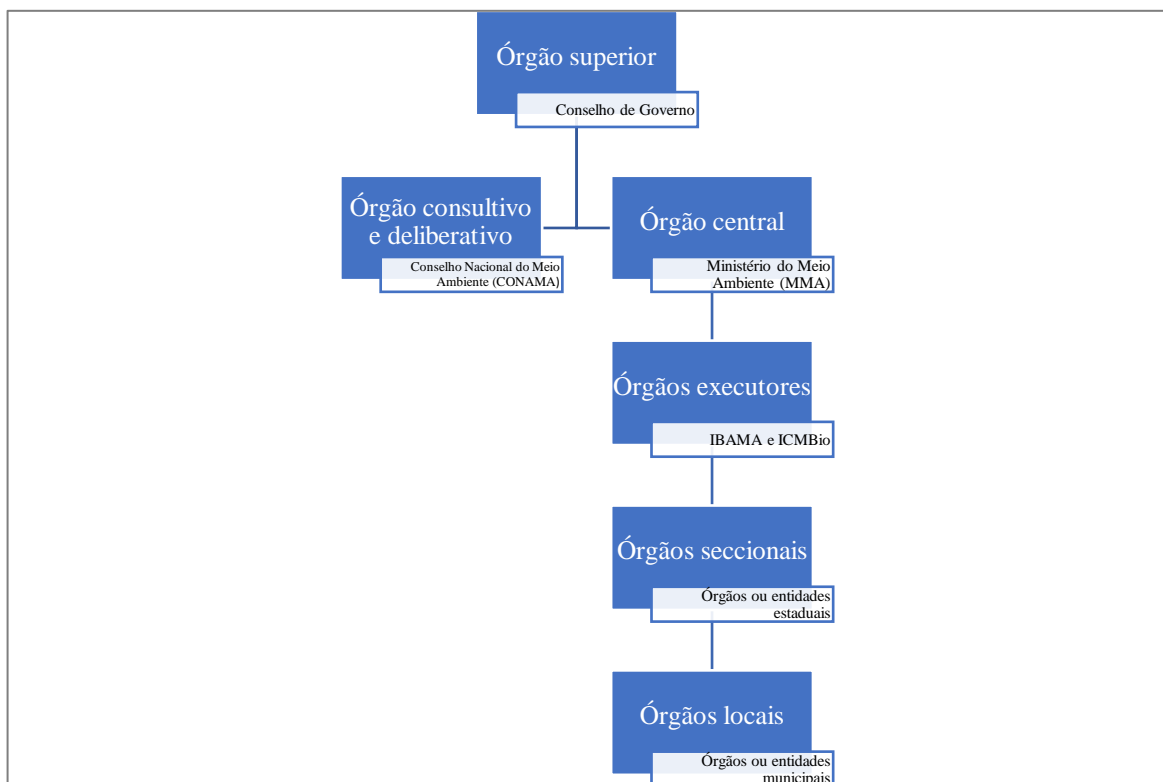 Órgão superior
Conselho de Governo
Órgão consultivo
e deliberativo
Conselho Nacional do Meio
Ambiente (CONAMA)
Órgão central
Ministério do Meio
Ambiente (MMA)
Órgãos executores
IBAMA e ICMBio
Órgãos seccionais
Órgãos ou entidades
estaduais
Órgãos locais
Órgãos ou entidades
municipais